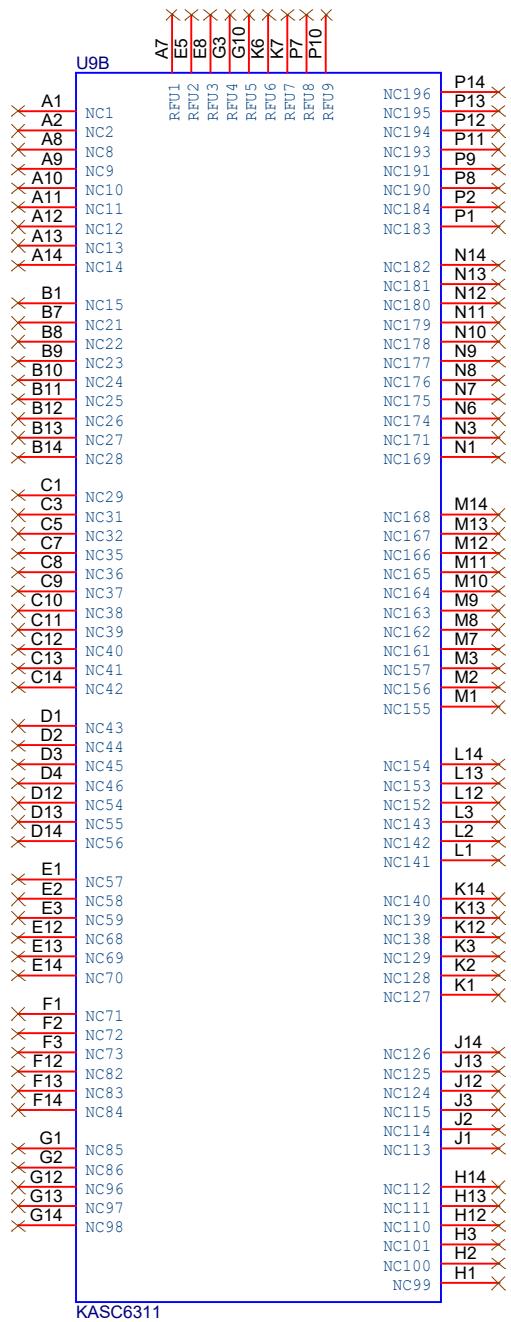 A7 E5 E8 G3 G10 K6 K7 P7 P10
U9B
RFU1 RFU2 RFU3 RFU4 RFU5 RFU6 RFU7 RFU8 RFU9
A1 NC1
A2 NC2
A8 NC8
A9 NC9
A10 NC10
A11 NC11
A12 NC12
A13 NC13
A14 NC14
B1 NC15
B7 NC21
B8 NC22
B9 NC23
B10 NC24
B11 NC25
B12 NC26
B13 NC27
B14 NC28
C1 NC29
C3 NC31
C5 NC32
C7 NC35
C8 NC36
C9 NC37
C10 NC38
C11 NC39
C12 NC40
C13 NC41
C14 NC42
D1 NC43
D2 NC44
D3 NC45
D4 NC46
D12 NC54
D13 NC55
D14 NC56
E1 NC57
E2 NC58
E3 NC59
E12 NC68
E13 NC69
E14 NC70
F1 NC71
F2 NC72
F3 NC73
F12 NC82
F13 NC83
F14 NC84
G1 NC85
G2 NC86
G12 NC96
G13 NC97
G14 NC98
NC196 P14
NC195 P13
NC194 P12
NC193 P11
NC191 P9
NC190 P8
NC184 P2
NC183 P1
NC182 N14
NC181 N13
NC180 N12
NC179 N11
NC178 N10
NC177 N9
NC176 N8
NC175 N7
NC174 N6
NC171 N3
NC169 N1
NC168 M14
NC167 M13
NC166 M12
NC165 M11
NC164 M10
NC163 M9
NC162 M8
NC161 M7
NC157 M3
NC156 M2
NC155 M1
NC154 L14
NC153 L13
NC152 L12
NC143 L3
NC142 L2
NC141 L1
NC140 K14
NC139 K13
NC138 K12
NC129 K3
NC128 K2
NC127 K1
NC126 J14
NC125 J13
NC124 J12
NC115 J3
NC114 J2
NC113 J1
NC112 H14
NC111 H13
NC110 H12
NC101 H3
NC100 H2
NC99 H1
KASC6311